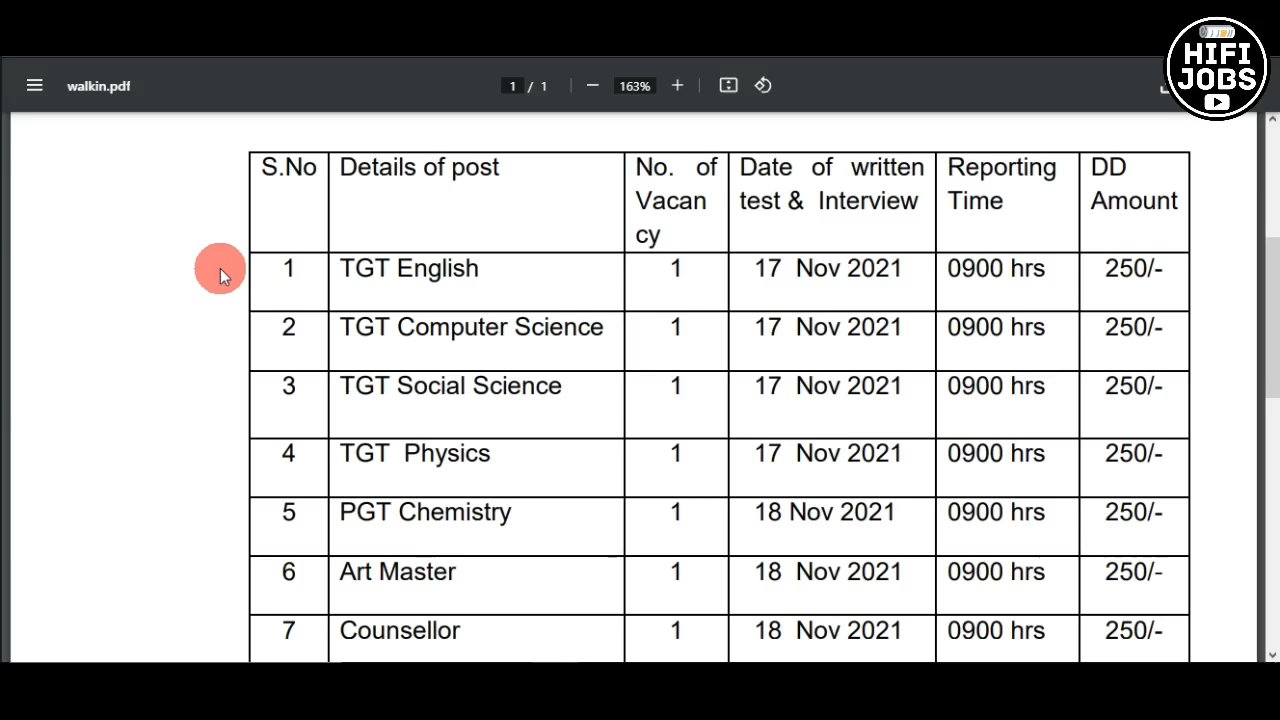 HIFI
JOBS
walkin.pdf 1 / 1 163%
S.No Details of post No. of Date of written Reporting DD
Vacan test & Interview Time Amount
cy
1 TGT English 1 17 Nov 2021 0900 hrs 250/-
2 TGT Computer Science 1 17 Nov 2021 0900 hrs 250/-
3 TGT Social Science 1 17 Nov 2021 0900 hrs 250/-
4 TGT Physics 1 17 Nov 2021 0900 hrs 250/-
5 PGT Chemistry 1 18 Nov 2021 0900 hrs 250/-
6 Art Master 1 18 Nov 2021 0900 hrs 250/-
7 Counsellor 1 18 Nov 2021 0900 hrs 250/-